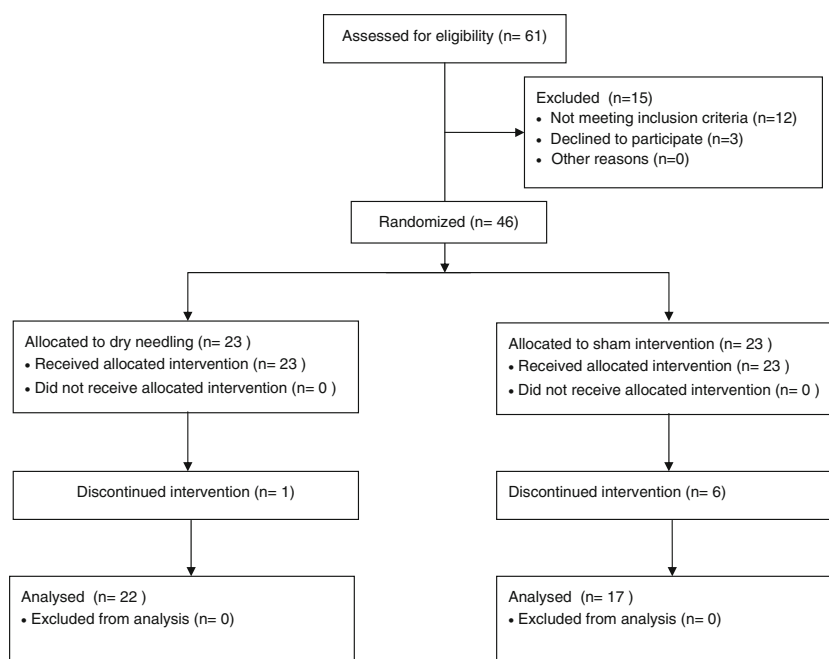 Assessed for eligibility (n= 61)
Excluded (n=15)
• Not meeting inclusion criteria (n=12)
• Declined to participate (n=3)
• Other reasons (n=0)
Randomized (n= 46)
Allocated to dry needling (n= 23 )
• Received allocated intervention (n= 23 )
• Did not receive allocated intervention (n= 0 )
Allocated to sham intervention (n= 23 )
• Received allocated intervention (n= 23 )
• Did not receive allocated intervention (n= 0 )
Discontinued intervention (n= 1)
Discontinued intervention (n= 6)
Analysed (n= 22 )
• Excluded from analysis (n= 0)
Analysed (n= 17 )
• Excluded from analysis (n= 0)